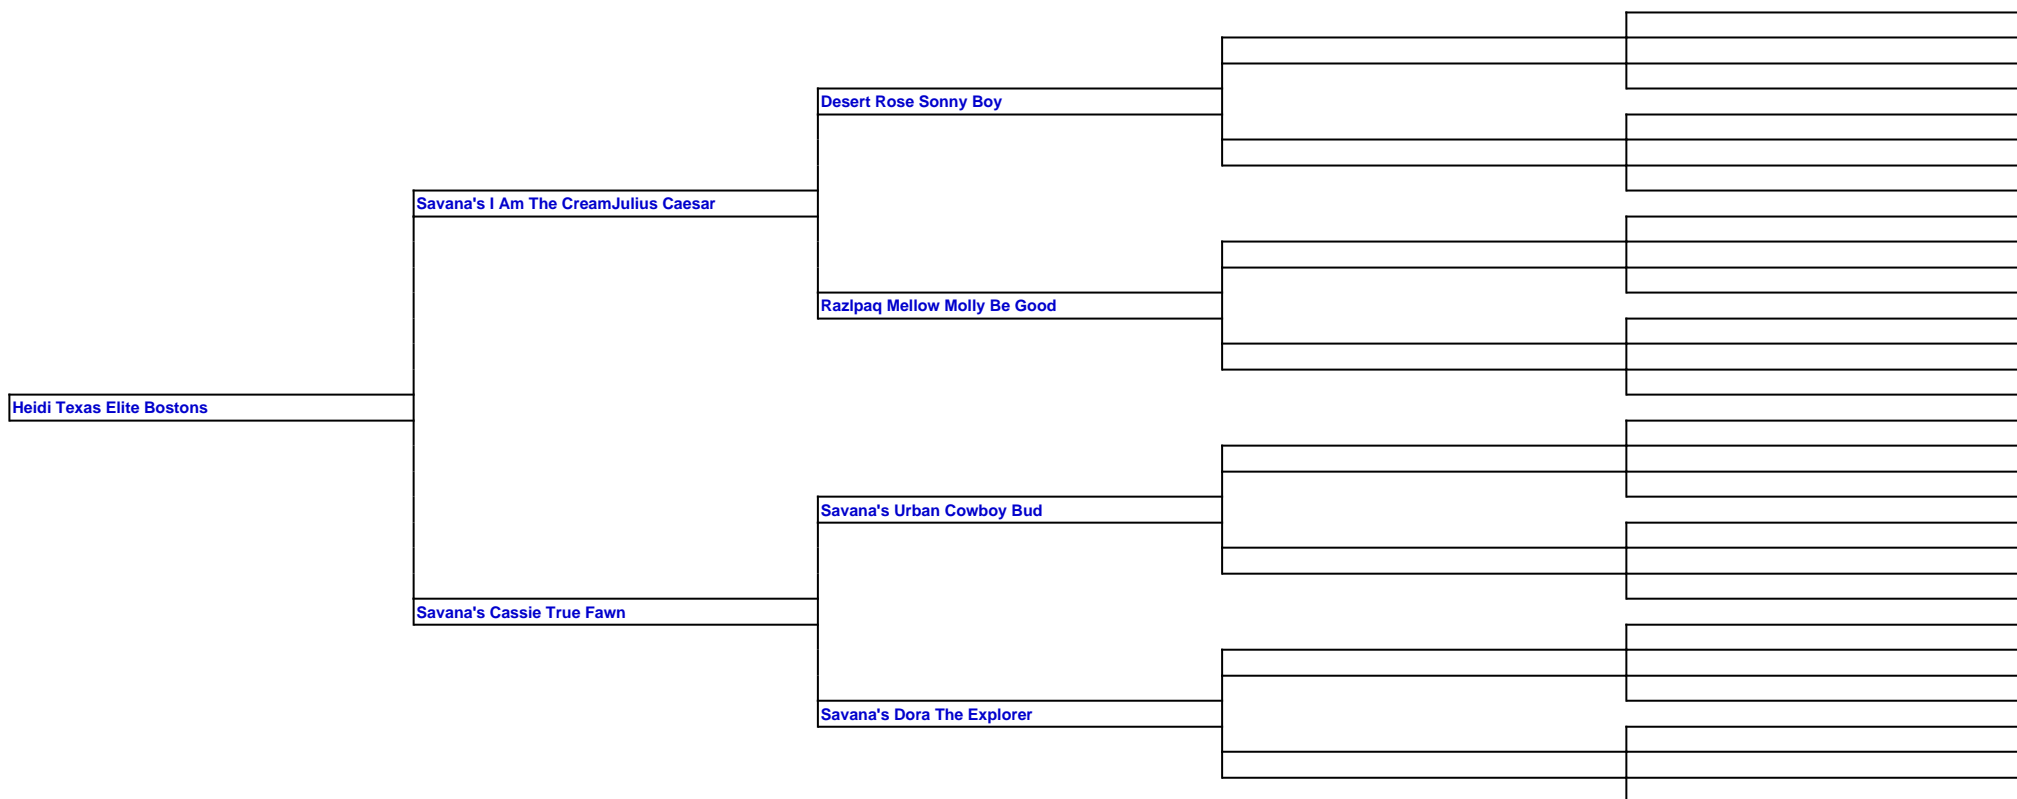 Desert Rose Sonny Boy
Savana's I Am The CreamJulius Caesar
Razlpaq Mellow Molly Be Good
Heidi Texas Elite Bostons
Savana's Urban Cowboy Bud
Savana's Cassie True Fawn
Savana's Dora The Explorer